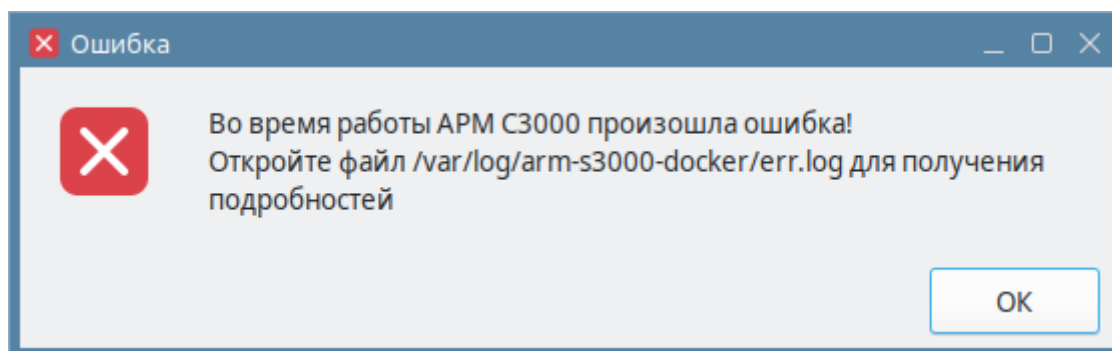 Ошибка
Во время работы АРМ С3000 произошла ошибка!
Откройте файл /var/log/arm-s3000-docker/err.log для получения
подробностей
ОК